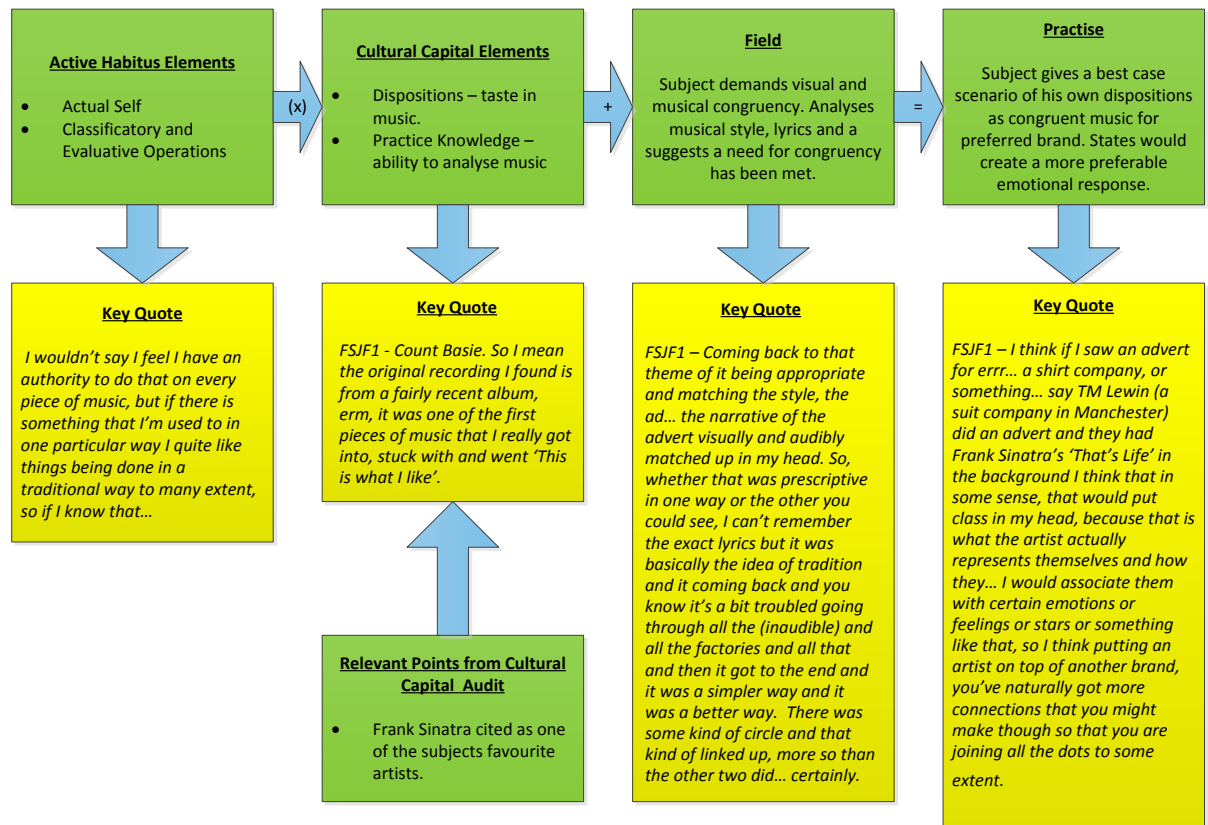 Active Habitus Elements
• Actual Self
• Classificatory and
Evaluative Operations
(x)
Cultural Capital Elements
• Dispositions – taste in
music.
• Practice Knowledge –
ability to analyse music
+
Field
Subject demands visual and
musical congruency. Analyses
musical style, lyrics and a
suggests a need for congruency
has been met.
=
Practise
Subject gives a best case
scenario of his own dispositions
as congruent music for
preferred brand. States would
create a more preferable
emotional response.
Key Quote
I wouldn’t say I feel I have an
authority to do that on every
piece of music, but if there is
something that I’m used to in
one particular way I quite like
things being done in a
traditional way to many extent,
so if I know that…
Key Quote
FSJF1 - Count Basie. So I mean
the original recording I found is
from a fairly recent album,
erm, it was one of the first
pieces of music that I really got
into, stuck with and went ‘This
is what I like’.
Relevant Points from Cultural
Capital Audit
• Frank Sinatra cited as one
of the subjects favourite
artists.
Key Quote
FSJF1 – Coming back to that
theme of it being appropriate
and matching the style, the
ad… the narrative of the
advert visually and audibly
matched up in my head. So,
whether that was prescriptive
in one way or the other you
could see, I can’t remember
the exact lyrics but it was
basically the idea of tradition
and it coming back and you
know it’s a bit troubled going
through all the (inaudible) and
all the factories and all that
and then it got to the end and
it was a simpler way and it
was a better way. There was
some kind of circle and that
kind of linked up, more so than
the other two did… certainly.
Key Quote
FSJF1 – I think if I saw an advert
for errr… a shirt company, or
something… say TM Lewin (a
suit company in Manchester)
did an advert and they had
Frank Sinatra’s ‘That’s Life’ in
the background I think that in
some sense, that would put
class in my head, because that is
what the artist actually
represents themselves and how
they… I would associate them
with certain emotions or
feelings or stars or something
like that, so I think putting an
artist on top of another brand,
you’ve naturally got more
connections that you might
make though so that you are
joining all the dots to some
extent.